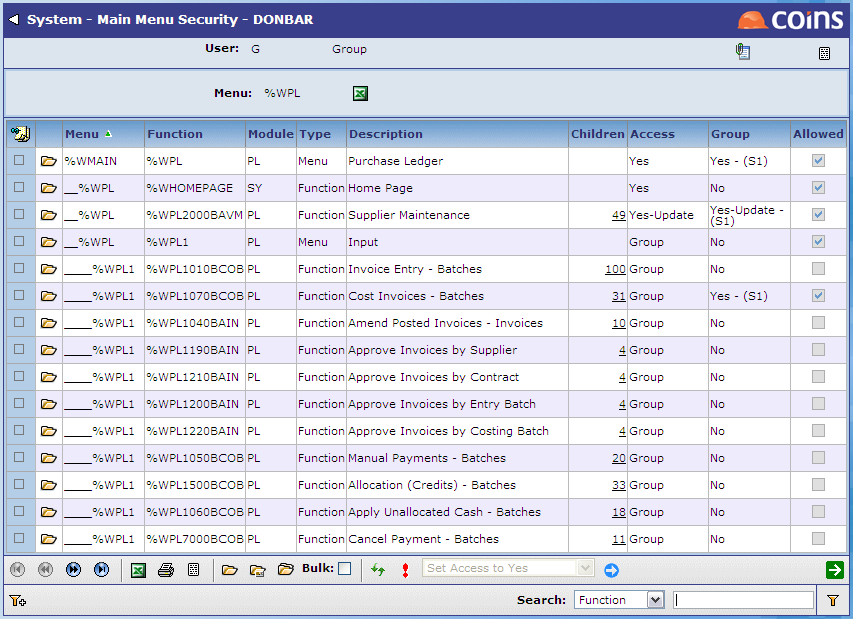 System - Main Menu Security - DONBAR
coins
User: G Group
Menu: %WPL
Menu Function Module Type Description Children Access Group Allowed
%WMAIN %WPL PL Menu Purchase Ledger Yes Yes - (S1)
__%WPL %WHOMEPAGE SY Function Home Page Yes No
__%WPL %WPL2000BAVM PL Function Supplier Maintenance 49 Yes-Update Yes-Update -
(S1)
__%WPL %WPL1 PL Menu Input Group No
____%WPL1 %WPL1010BCOB PL Function Invoice Entry - Batches 100 Group No
____%WPL1 %WPL1070BCOB PL Function Cost Invoices - Batches 31 Group Yes - (S1)
____%WPL1 %WPL1040BAIN PL Function Amend Posted Invoices - Invoices 10 Group No
____%WPL1 %WPL1190BAIN PL Function Approve Invoices by Supplier 4 Group No
____%WPL1 %WPL1210BAIN PL Function Approve Invoices by Contract 4 Group No
____%WPL1 %WPL1200BAIN PL Function Approve Invoices by Entry Batch 4 Group No
____%WPL1 %WPL1220BAIN PL Function Approve Invoices by Costing Batch 4 Group No
____%WPL1 %WPL1050BCOB PL Function Manual Payments - Batches 20 Group No
____%WPL1 %WPL1500BCOB PL Function Allocation (Credits) - Batches 33 Group No
____%WPL1 %WPL1060BCOB PL Function Apply Unallocated Cash - Batches 18 Group No
____%WPL1 %WPL7000BCOB PL Function Cancel Payment - Batches 11 Group No
Bulk: Set Access to Yes
Search: Function